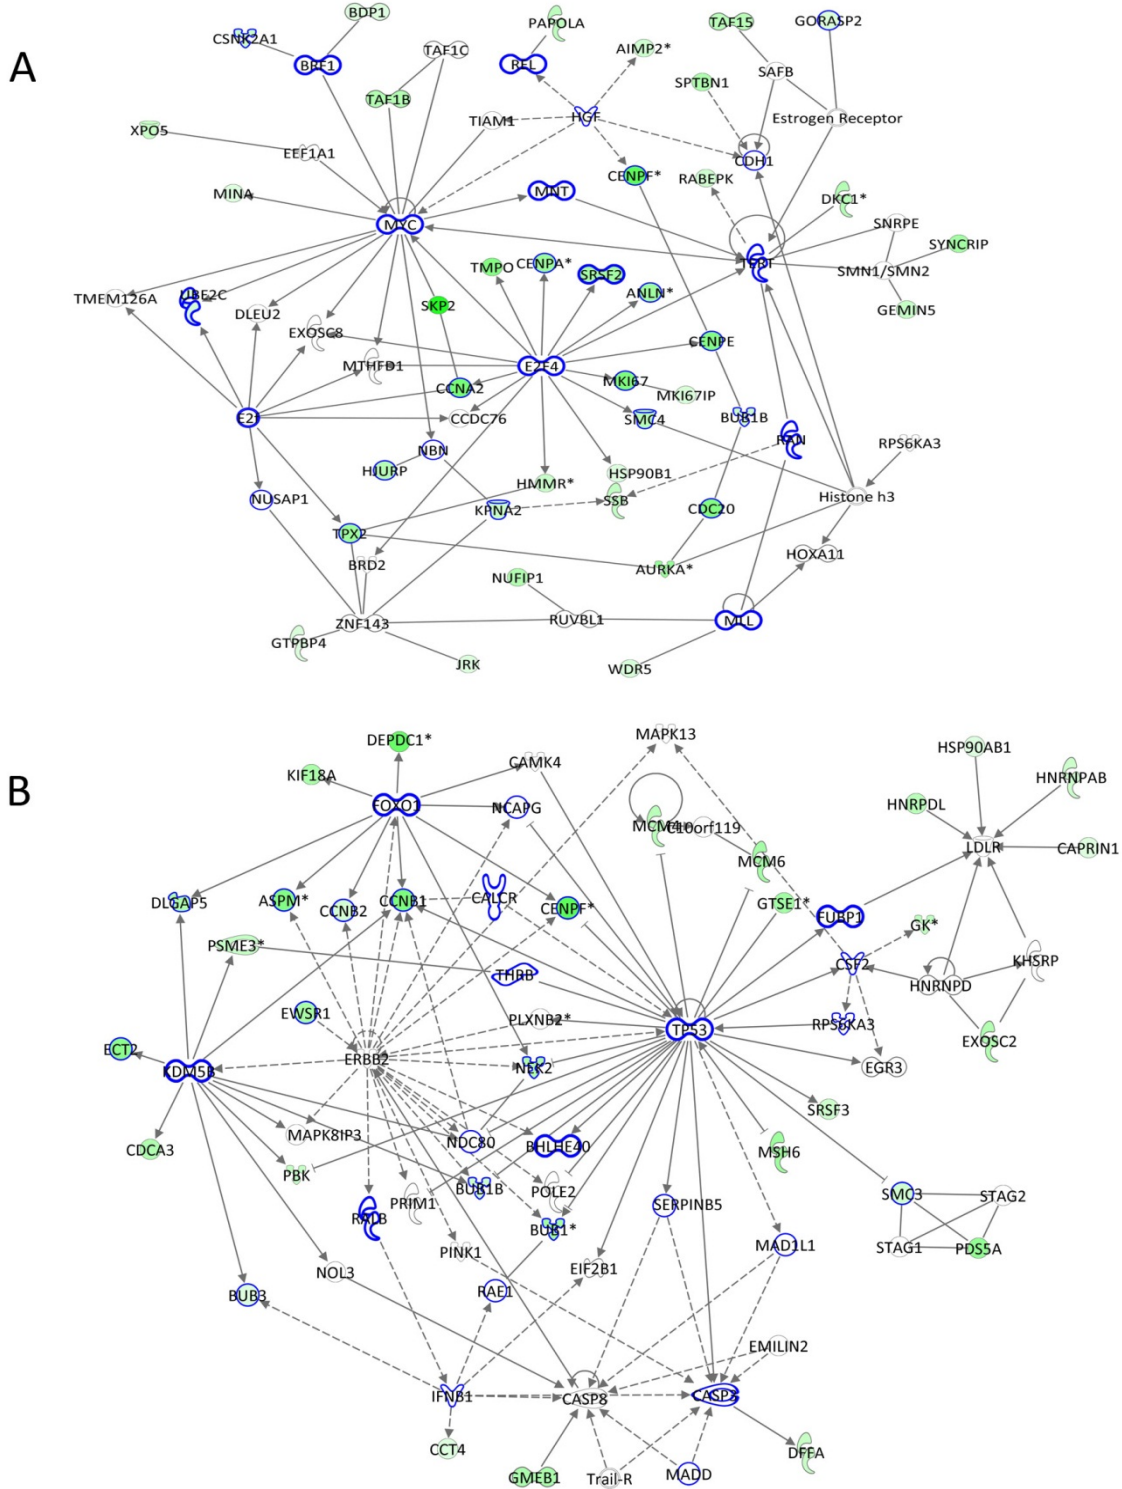 A
BDP1
CSNK2A1
BRF1
TAF1C
PAPOLA
REL
AIMP2*
TAF15
GORASP2
SAFB
SPTBN1
TAF1B
TIAM1
HGF
Estrogen Receptor
XPO5
EEF1A1
CDH1
CENPF*
RABEPK
MINA
MNT
DKC1*
MYC
SNRPE
SYNCRIP
TERT
SMN1/SMN2
TMPO
CENPA*
SRSF2
ANLN*
TMEM126A
UBE2C
DLEU2
SKP2
GEMIN5
EXOSC8
CENPE
MTHFD1
E2F4
CCNA2
MKI67
MKI67IP
E2f
CCDC76
SMC4
BUB1B
RAN
NBN
RPS6KA3
HJURP
HMMR*
HSP90B1
NUSAP1
KPNA2
SSB
CDC20
Histone h3
TPX2
BRD2
AURKA*
HOXA11
NUFIP1
ZNF143
RUVBL1
MLL
GTPBP4
JRK
WDR5
B
DEPDC1*
MAPK13
HSP90AB1
KIF18A
CAMK4
HNRNPAB
FOXO1
NCAPG
HNRPDL
MCM4*
C10orf119
LDLR
CAPRIN1
MCM6
DLGAP5
ASPM*
CCNB2
CCNB1
CALCR
CENPF*
GTSE1*
FUBP1
GK*
PSME3*
CSF2
KHSRP
THRB
HNRNPD
EWSR1
PLXNB2*
TP53
RPS6KA3
EXOSC2
ECT2
ERBB2
NEK2
EGR3
KDM5B
SRSF3
MAPK8IP3
NDC80
BHLHE40
CDCA3
PBK
MSH6
BUB1B
POLE2
SMC3
STAG2
PRIM1
SERPINB5
RALB
BUB1*
MAD1L1
STAG1
PDS5A
PINK1
EIF2B1
NOL3
BUB3
RAE1
EMILIN2
IFNB1
CASP8
CCT4
DFFA
GMEB1
Trail-R
MADD